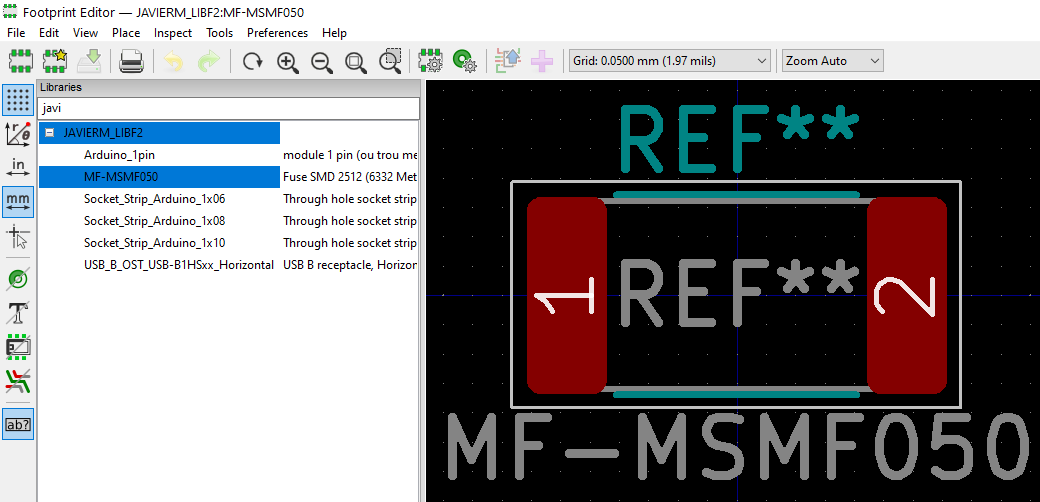 Footprint Editor — JAVIERM_LIBF2:MF-MSMF050
File Edit View Place Inspect Tools Preferences Help
Grid: 0.0500 mm (1.97 mils) Zoom Auto
Libraries
javi
JAVIERM_LIBF2
Arduino_1pin module 1 pin (ou trou me
MF-MSMF050 Fuse SMD 2512 (6332 Met
Socket_Strip_Arduino_1x06 Through hole socket strip
Socket_Strip_Arduino_1x08 Through hole socket strip
Socket_Strip_Arduino_1x10 Through hole socket strip
USB_B_OST_USB-B1HSxx_Horizontal USB B receptacle, Horizor
r θ
in
mm
T
ab?
REF**
1 REF** 2
MF-MSMF050